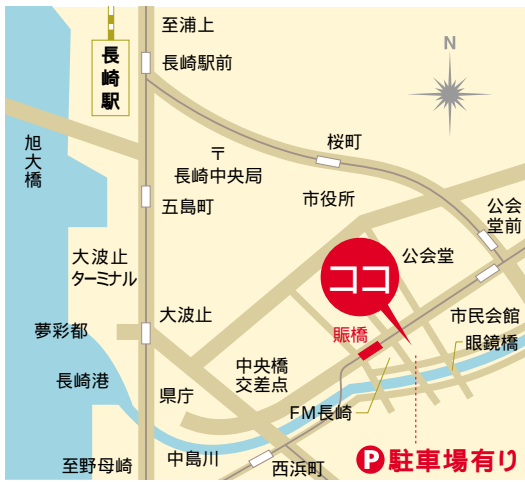 至浦上
長崎駅
長崎駅前
N
旭大橋
〒
長崎中央局
桜町
五島町
市役所
公会
堂前
大波止
ターミナル
公会堂
ココ
夢彩都
大波止
賑橋
市民会館
眼鏡橋
長崎港
中央橋
交差点
県庁
FM長崎
至野母崎
中島川
西浜町
P駐車場有り